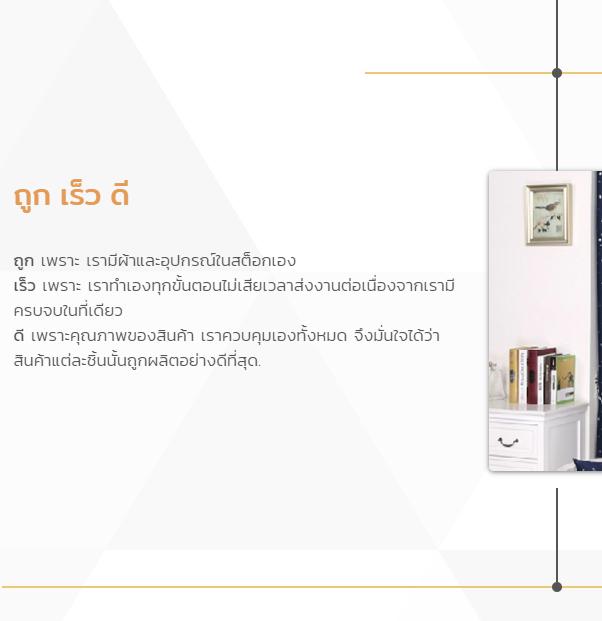 ถูก เร็ว ดี
ถูก เพราะ เรามีผ้าและอุปกรณ์ในสต็อกเอง
เร็ว เพราะ เราทำเองทุกขั้นตอนไม่เสียเวลาส่งงานต่อเนื่องจากเรามี
ครบจบในที่เดียว
ดี เพราะคุณภาพของสินค้า เราควบคุมเองทั้งหมด จึงมั่นใจได้ว่า
สินค้าแต่ละชิ้นนั้นถูกผลิตอย่างดีที่สุด.